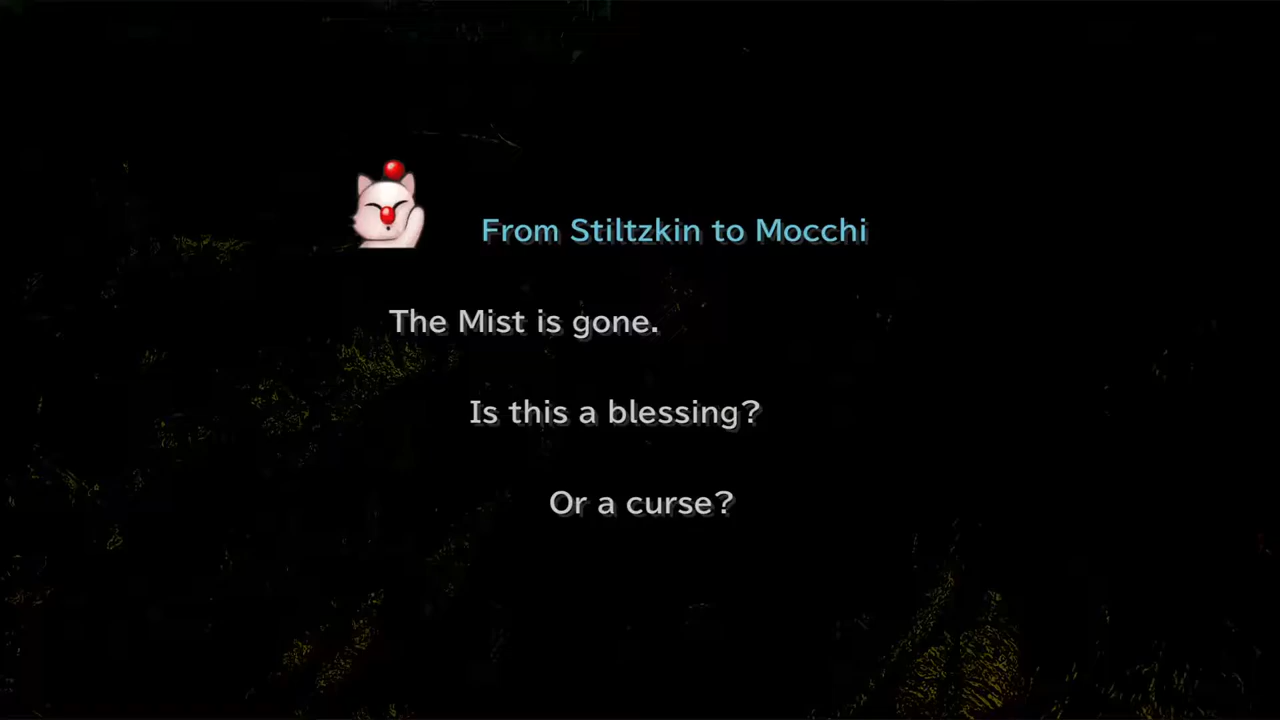 From Stiltzkin to Mocchi
The Mist is gone.
Is this a blessing?
Or a curse?